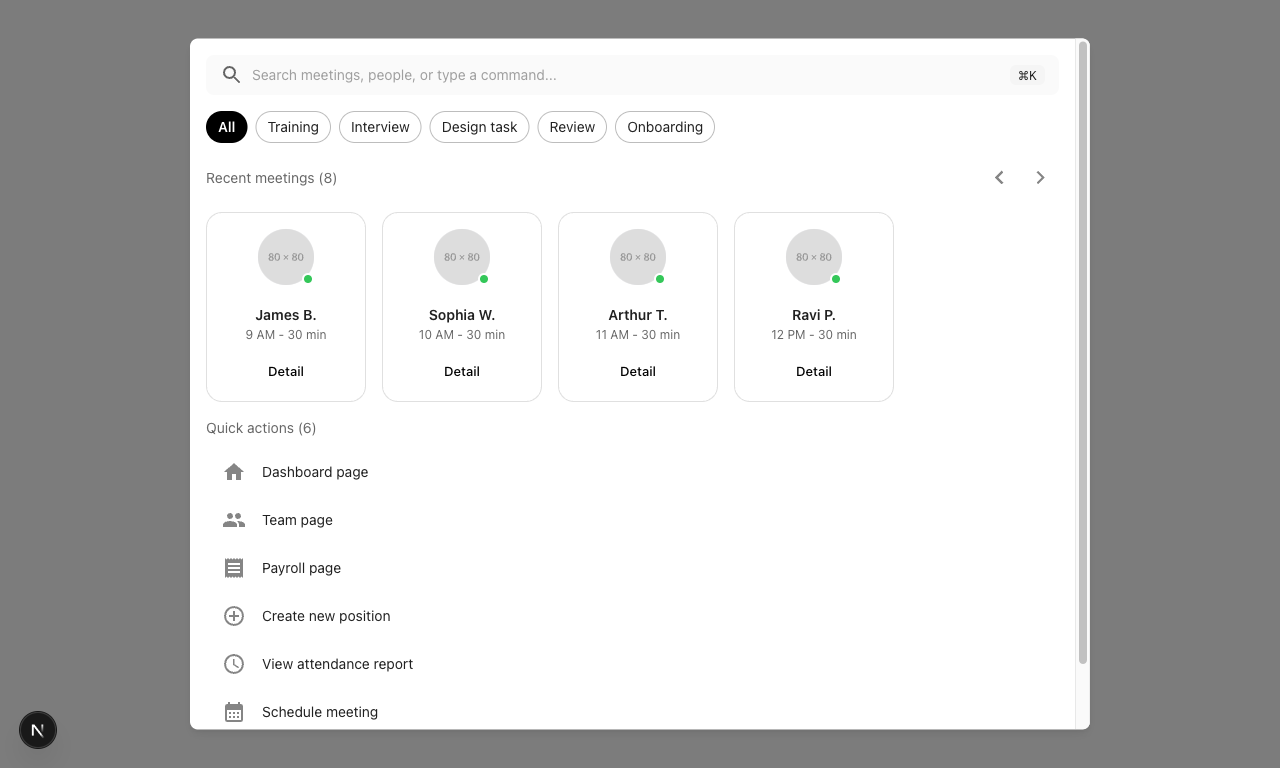 Search meetings, people, or type a command...
⌘K
All
Training
Interview
Design task
Review
Onboarding
Recent meetings (8)
80 × 80
James B.
9 AM - 30 min
Detail
80 × 80
Sophia W.
10 AM - 30 min
Detail
80 × 80
Arthur T.
11 AM - 30 min
Detail
80 × 80
Ravi P.
12 PM - 30 min
Detail
Quick actions (6)
Dashboard page
Team page
Payroll page
Create new position
View attendance report
Schedule meeting
N